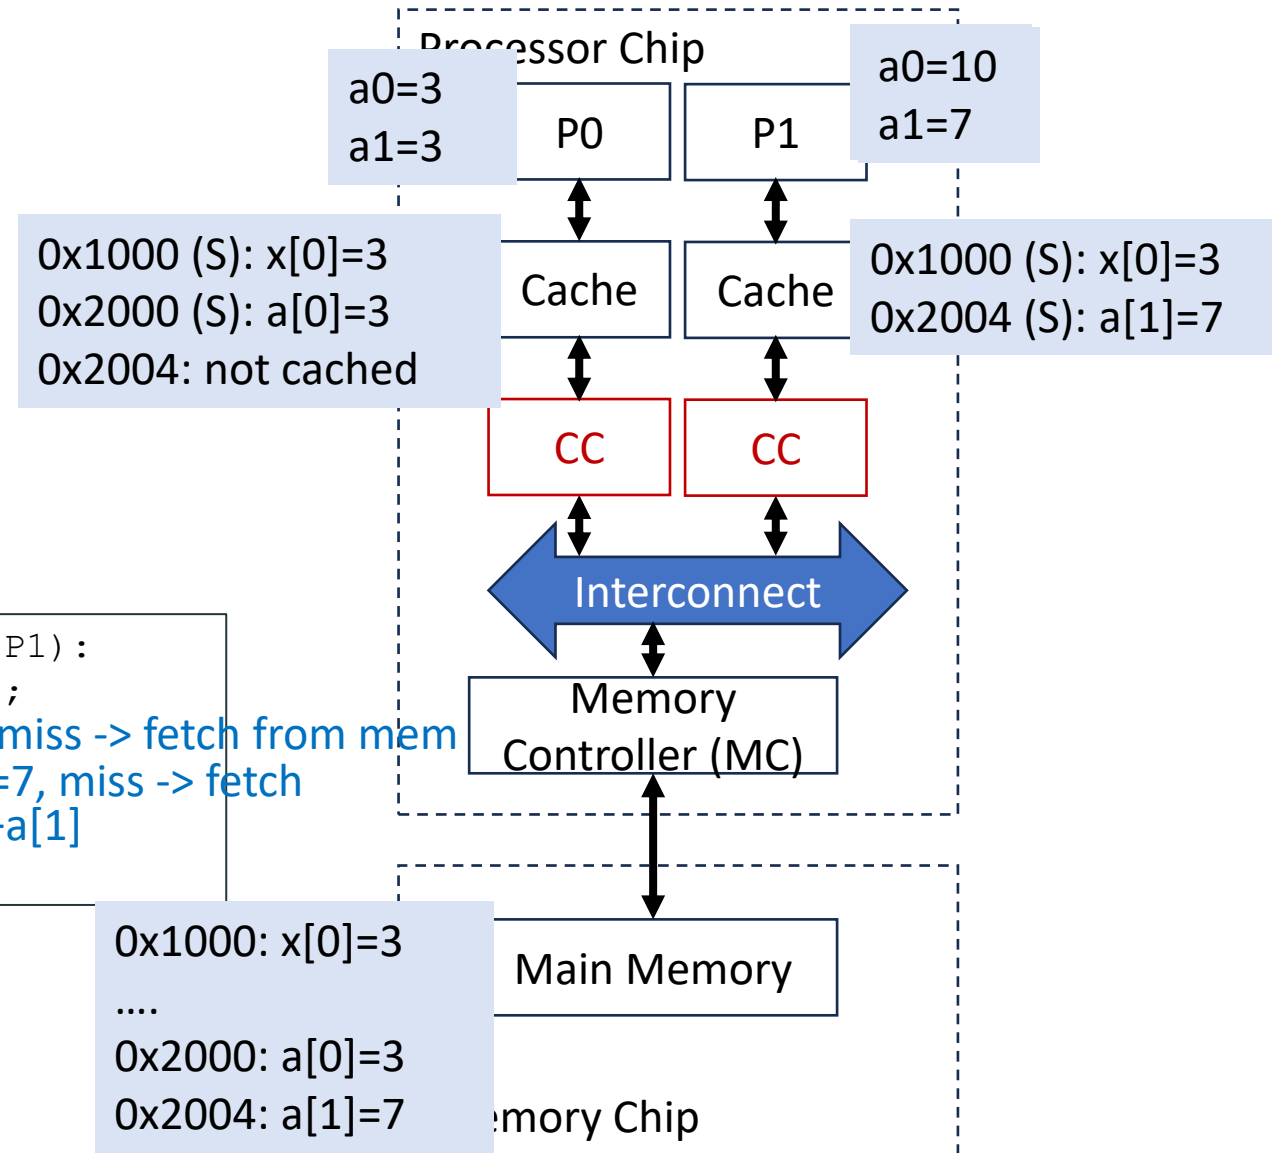 Processor Chip
a0=3
a1=3
P0
P1
a0=10
a1=7
0x1000 (S): x[0]=3
0x2000 (S): a[0]=3
0x2004: not cached
Cache
Cache
0x1000 (S): x[0]=3
0x2004 (S): a[1]=7
CC
CC
Interconnect
P1):
;
miss -> fetch from mem
=7, miss -> fetch
a[1]
Memory
Controller (MC)
0x1000: x[0]=3
....
0x2000: a[0]=3
0x2004: a[1]=7
Main Memory
emory Chip